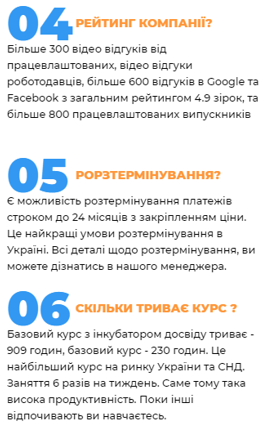 04 РЕЙТИНГ КОМПАНІЇ?
Більше 300 відео відгуків від
працевлаштованих, відео відгуки
роботодавців, більше 600 відгуків в Google та
Facebook з загальним рейтингом 4.9 зірок, та
більше 800 працевлаштованих випускників
05 РОРЗТЕРМІНУВАННЯ?
Є можливість розтермінування платежів
строком до 24 місяців з закріпленням ціни.
Це найкращі умови розтермінування в
Україні. Всі деталі щодо розтермінування, ви
можете дізнатись в нашого менеджера.
06 СКІЛЬКИ ТРИВАЄ КУРС ?
Базовий курс з інкубатором досвіду триває -
909 годин, базовий курс - 230 годин. Це
найбільший курс на ринку України та СНД.
Заняття 6 разів на тиждень. Саме тому така
висока продуктивність. Поки інші
відпочивають ви навчаєтесь.